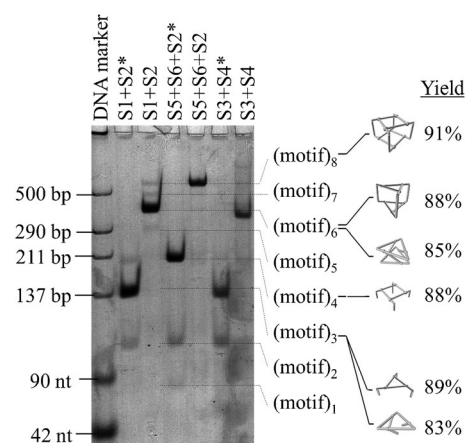 DNA marker
S1+S2*
S1+S2
S5+S6+S2*
S5+S6+S2
S3+S4*
S3+S4
Yield
500 bp
290 bp
211 bp
137 bp
90 nt
42 nt
(motif)8
(motif)7
(motif)6
(motif)5
(motif)4
(motif)3
(motif)2
(motif)1
91%
88%
85%
88%
89%
83%